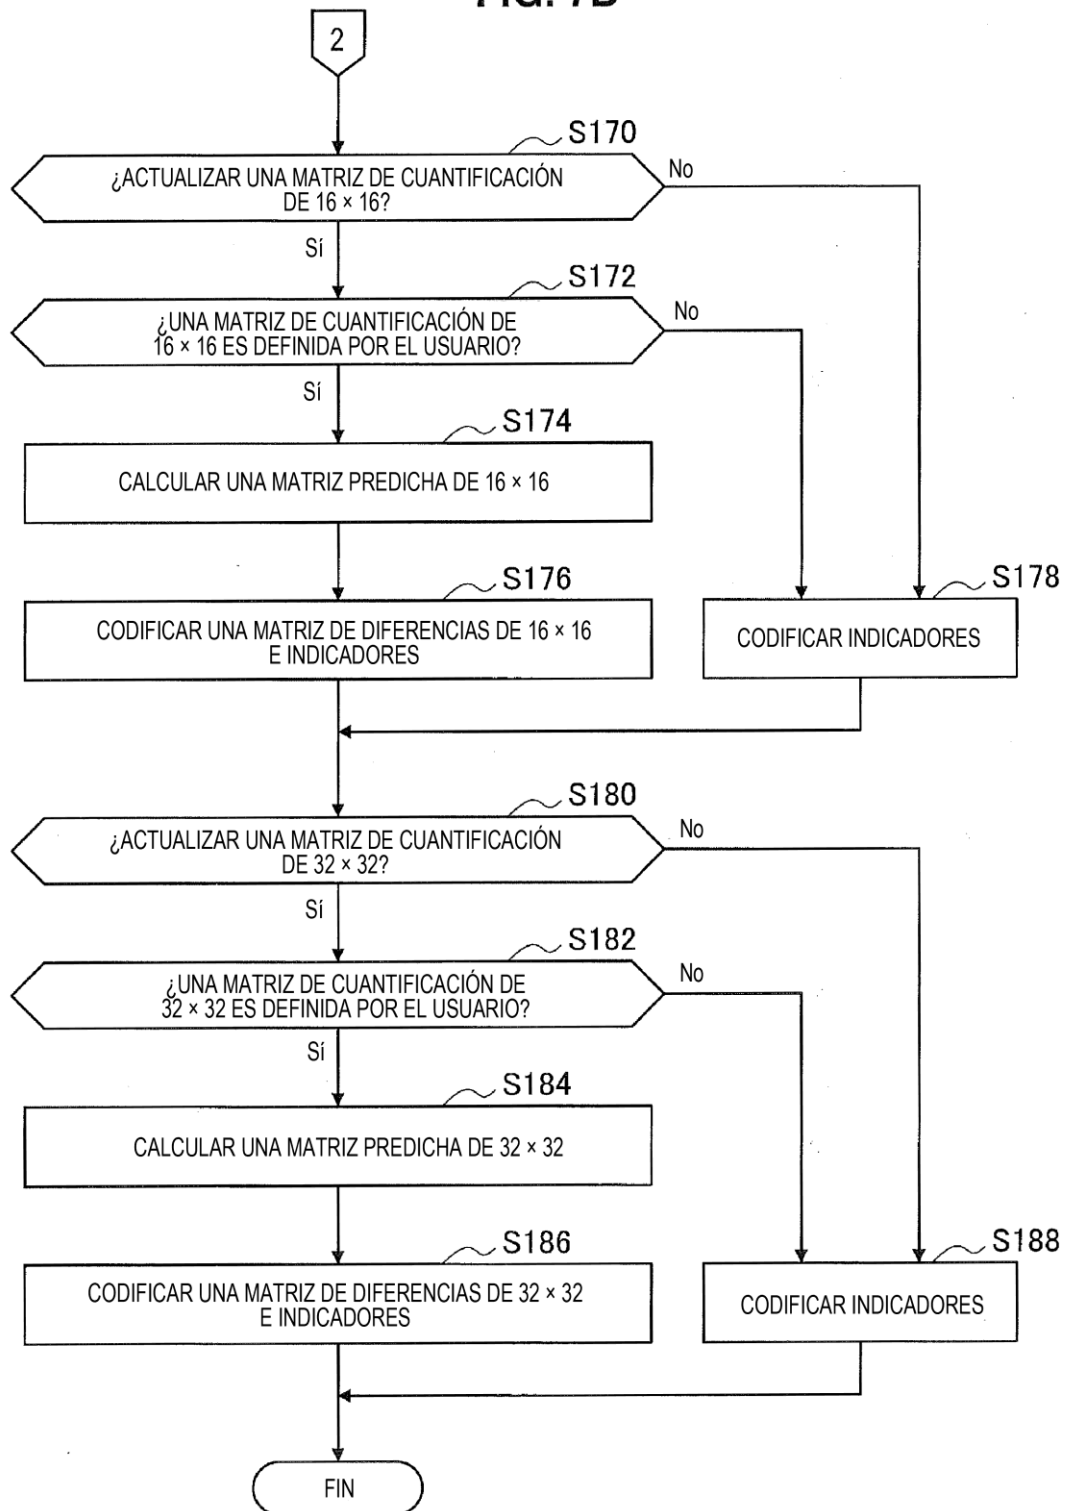 FIG. 7B
2
S170
¿ACTUALIZAR UNA MATRIZ DE CUANTIFICACIÓN
DE 16 × 16?
No
Sí
S172
¿UNA MATRIZ DE CUANTIFICACIÓN DE
16 × 16 ES DEFINIDA POR EL USUARIO?
No
Sí
S174
CALCULAR UNA MATRIZ PREDICHA DE 16 × 16
S176
CODIFICAR UNA MATRIZ DE DIFERENCIAS DE 16 × 16
E INDICADORES
S178
CODIFICAR INDICADORES
S180
¿ACTUALIZAR UNA MATRIZ DE CUANTIFICACIÓN
DE 32 × 32?
No
Sí
S182
¿UNA MATRIZ DE CUANTIFICACIÓN DE
32 × 32 ES DEFINIDA POR EL USUARIO?
No
Sí
S184
CALCULAR UNA MATRIZ PREDICHA DE 32 × 32
S186
CODIFICAR UNA MATRIZ DE DIFERENCIAS DE 32 × 32
E INDICADORES
S188
CODIFICAR INDICADORES
FIN